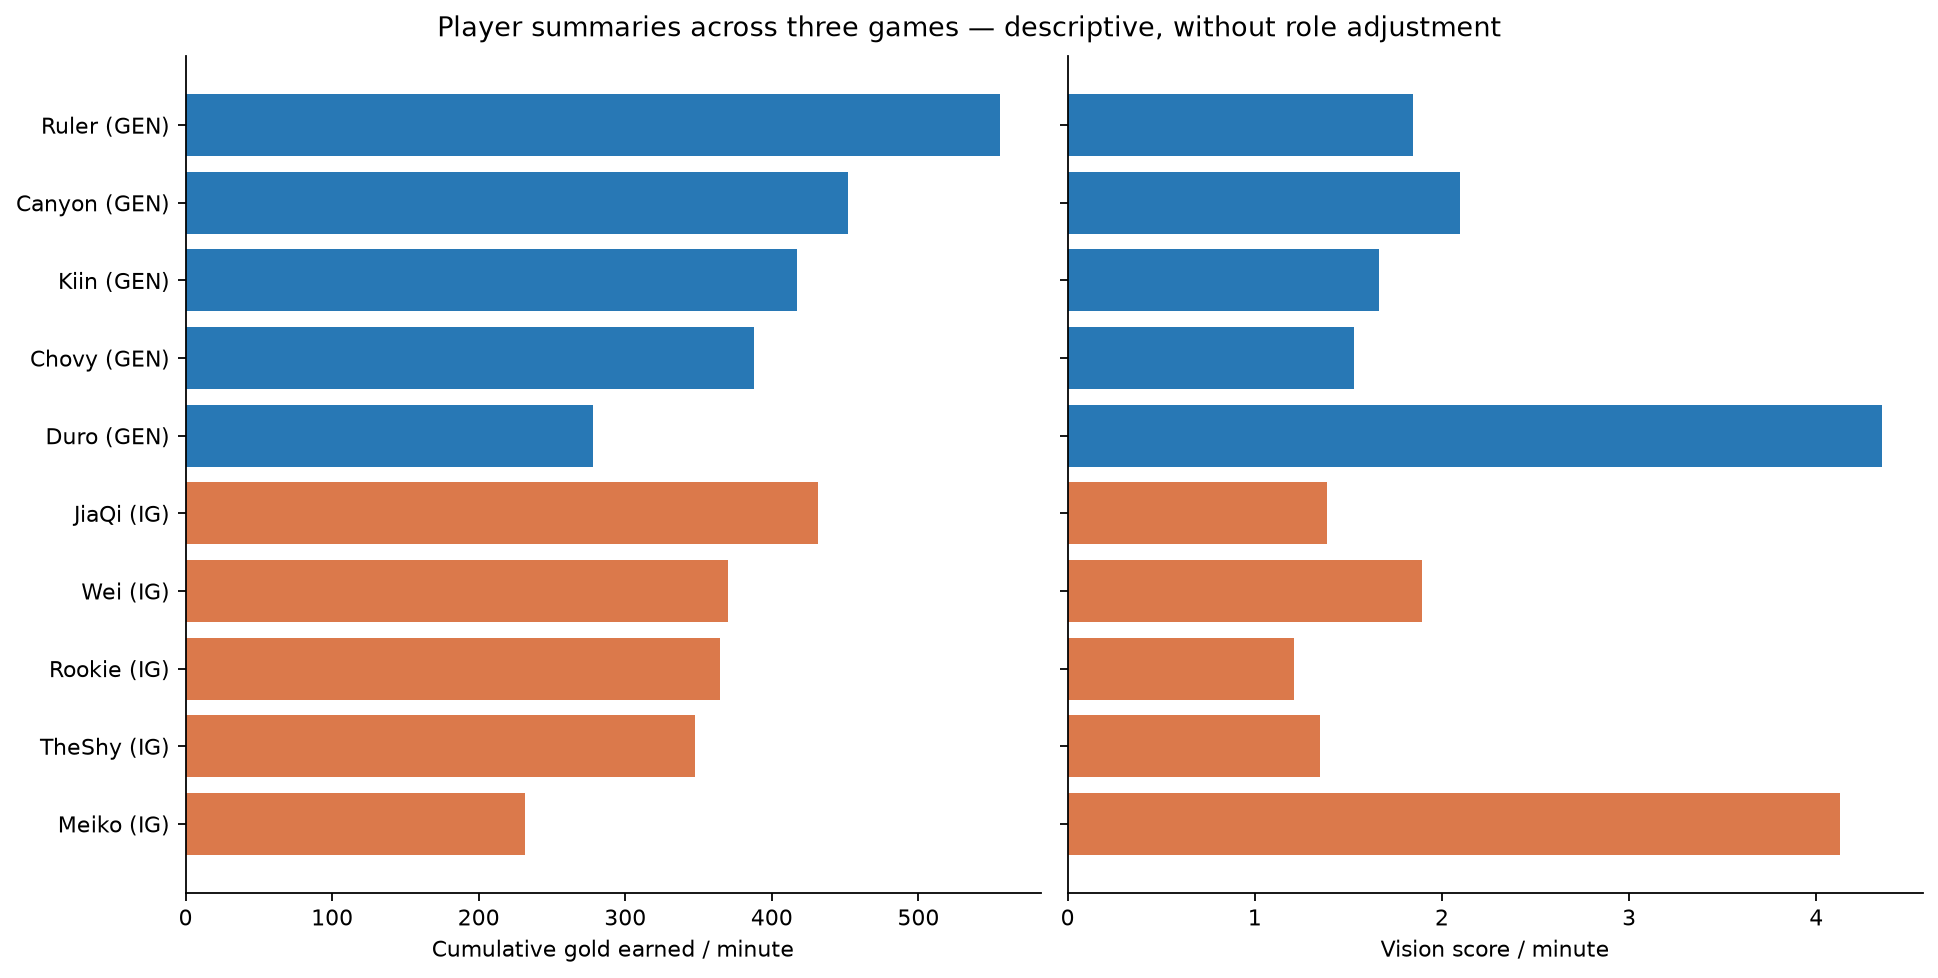 Player summaries across three games — descriptive, without role adjustment
Ruler (GEN)
Canyon (GEN)
Kiin (GEN)
Chovy (GEN)
Duro (GEN)
JiaQi (IG)
Wei (IG)
Rookie (IG)
TheShy (IG)
Meiko (IG)
0 100 200 300 400 500
Cumulative gold earned / minute
0 1 2 3 4
Vision score / minute